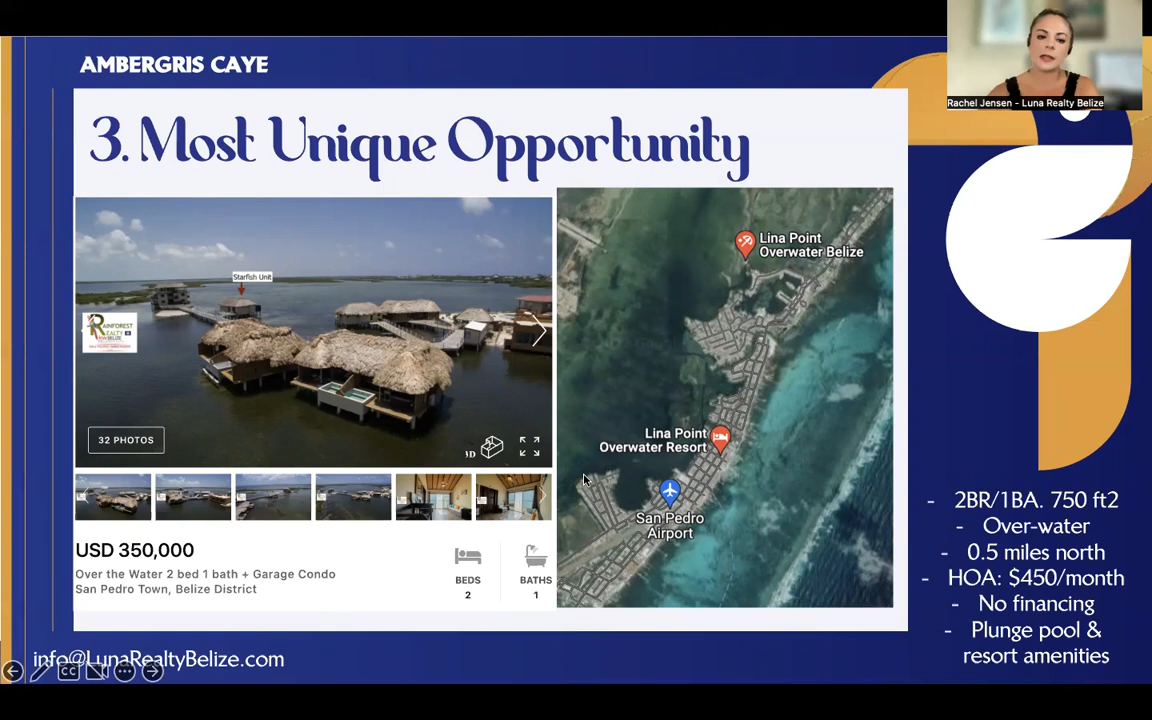 AMBERGRIS CAYE
Rachel Jensen - Luna Realty Belize
3. Most Unique Opportunity
Starfish Unit
RAINFOREST
REALTY
32 PHOTOS
Lina Point
Overwater Belize
Lina Point
Overwater Resort
San Pedro
Airport
USD 350,000
Over the Water 2 bed 1 bath + Garage Condo
San Pedro Town, Belize District
BEDS
2
BATHS
1
- 2BR/1BA. 750 ft2
- Over-water
- 0.5 miles north
- HOA: $450/month
- No financing
- Plunge pool &
resort amenities
info@LunaRealtyBelize.com
CC